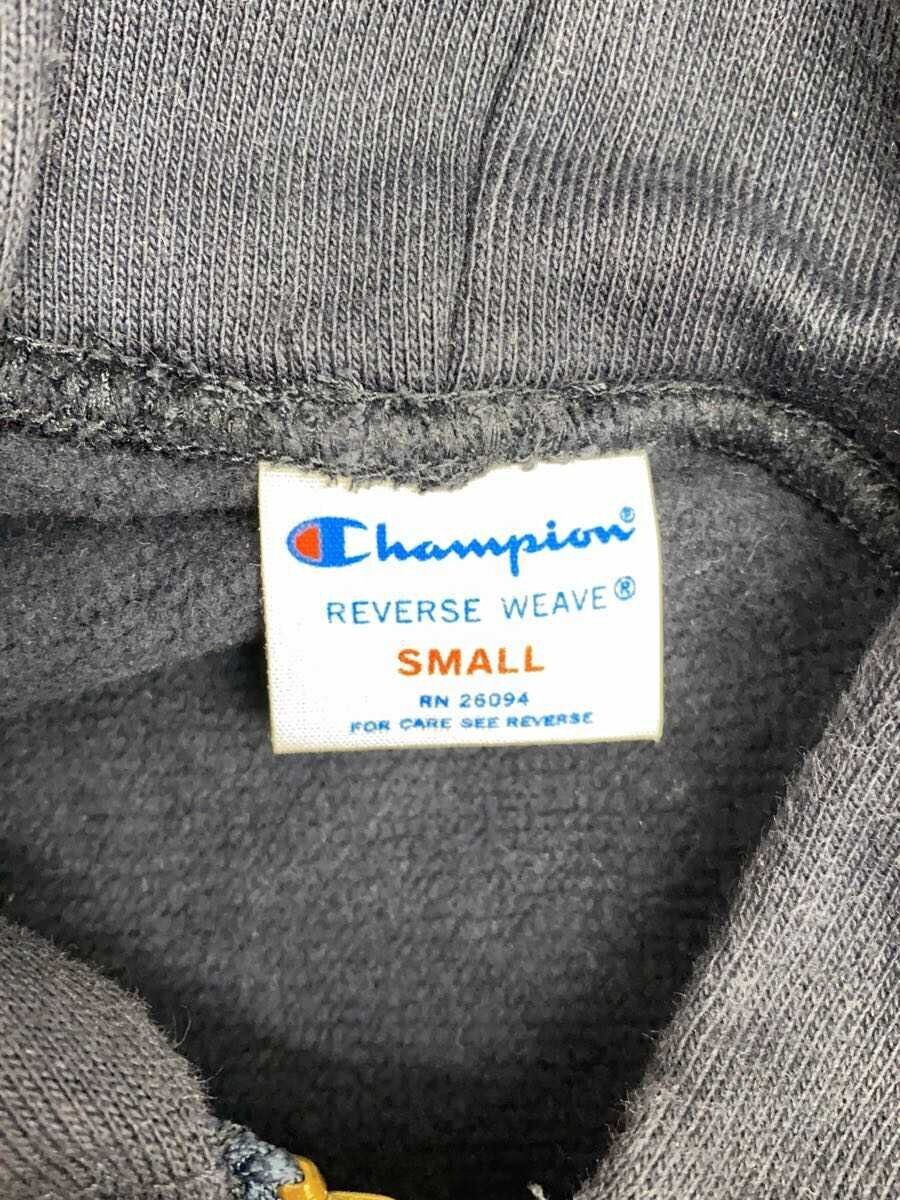 Champion®
REVERSE WEAVE®
SMALL
RN 26094
FOR CARE SEE REVERSE